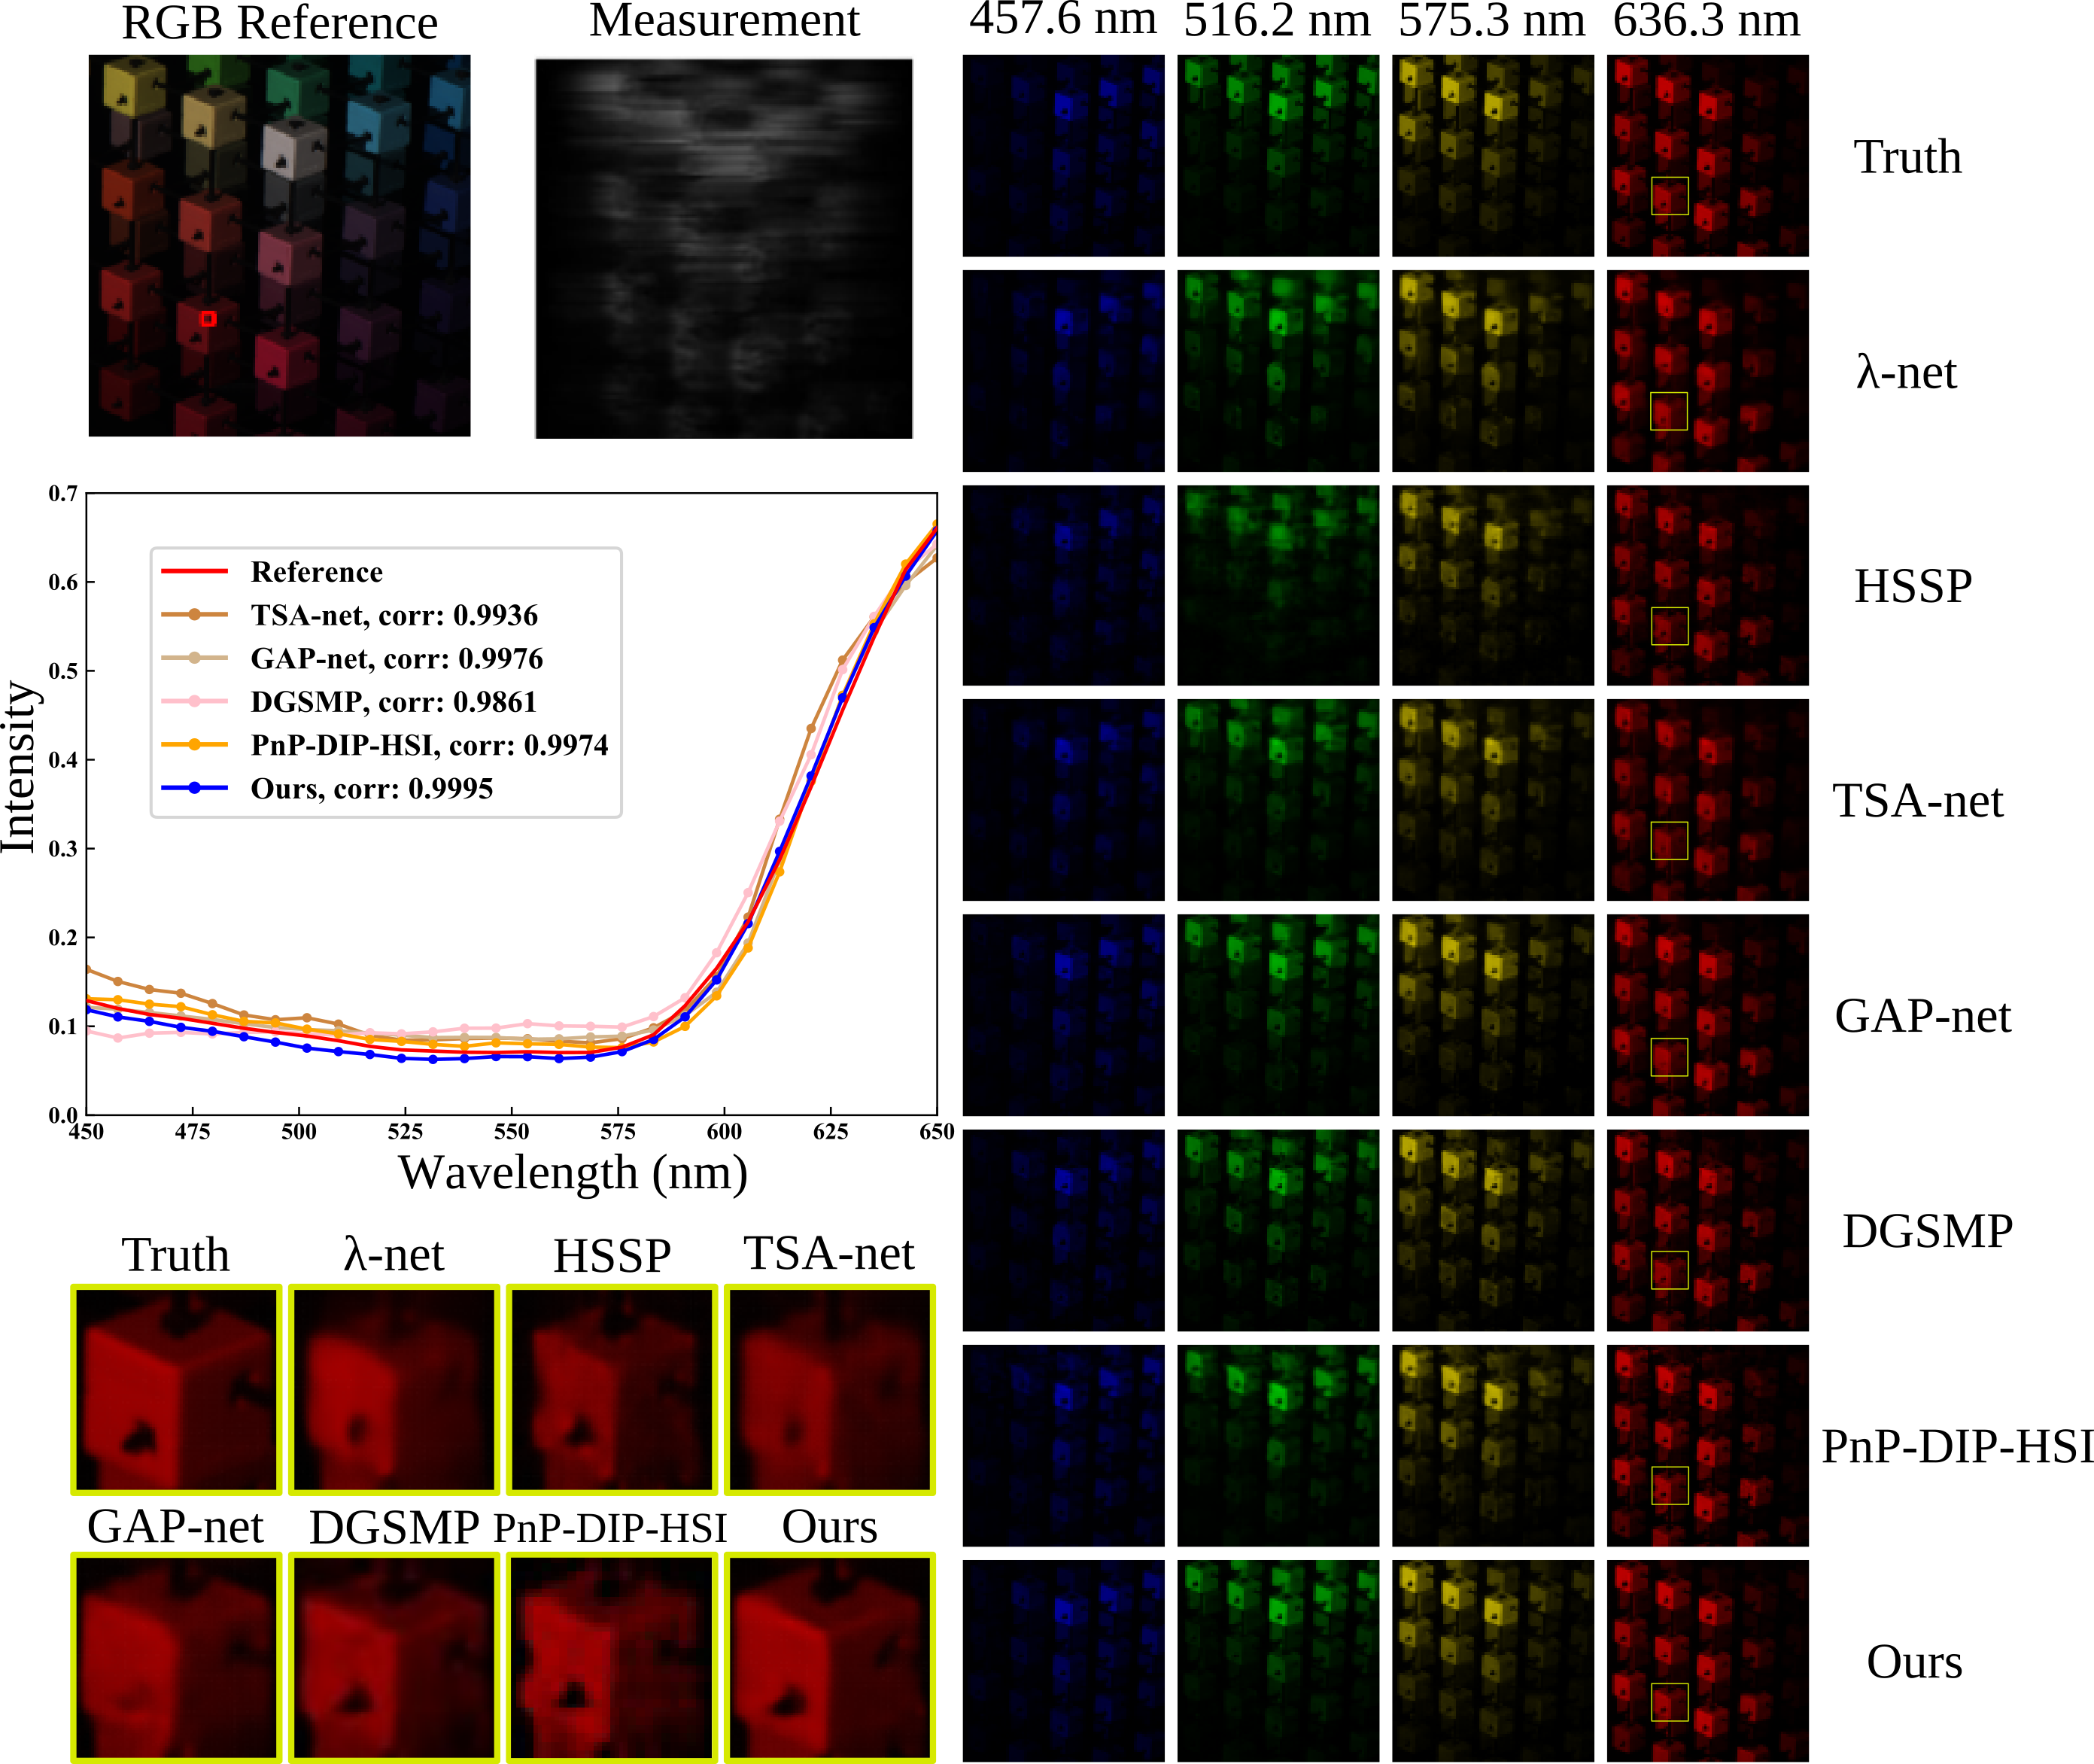 RGB Reference
Measurement
457.6 nm
516.2 nm
575.3 nm
636.3 nm
Truth
λ-net
HSSP
TSA-net
GAP-net
DGSMP
PnP-DIP-HSI
Ours
0.7
0.6
0.5
0.4
0.3
0.2
0.1
0.0
Intensity
Reference
TSA-net, corr: 0.9936
GAP-net, corr: 0.9976
DGSMP, corr: 0.9861
PnP-DIP-HSI, corr: 0.9974
Ours, corr: 0.9995
450
475
500
525
550
575
600
625
650
Wavelength (nm)
Truth
λ-net
HSSP
TSA-net
GAP-net
DGSMP
PnP-DIP-HSI
Ours